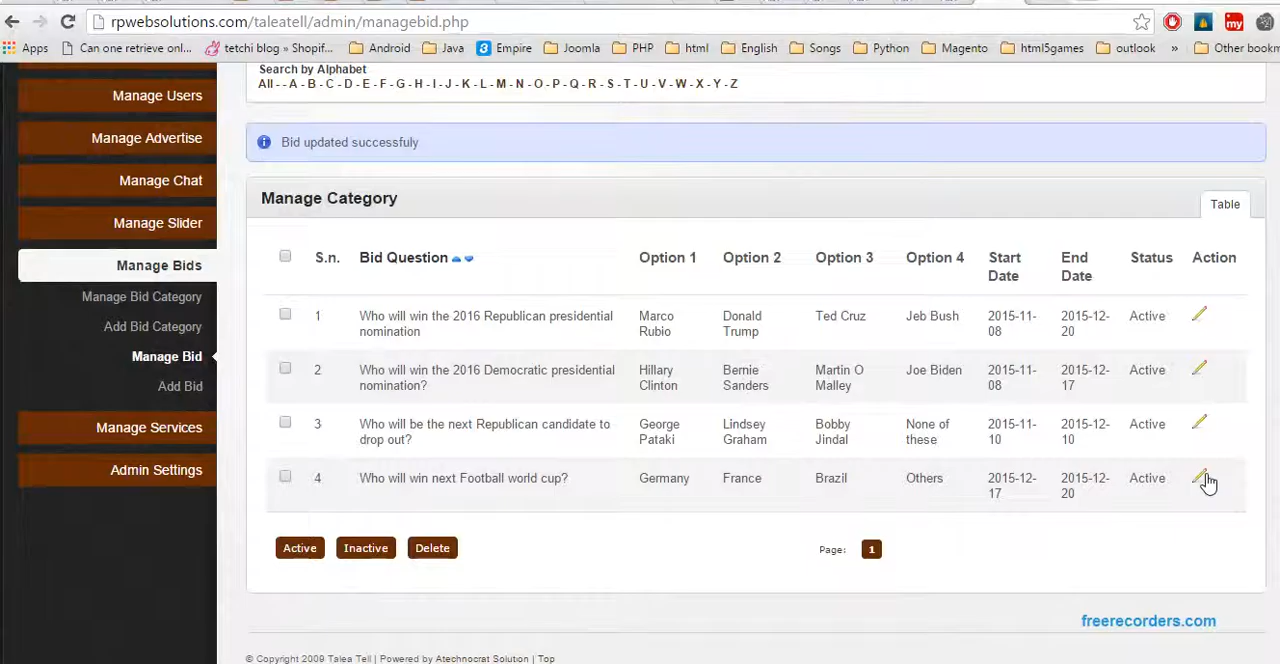 rpwebsolutions.com/taleatell/admin/managebid.php
Apps Can one retrieve onl... tetchi blog » Shopif... Android Java Empire Joomla PHP html English Songs Python Magento html5games outlook » Other bookm
Search by Alphabet
All - - A - B - C - D - E - F - G - H - I - J - K - L - M - N - O - P - Q - R - S - T - U - V - W - X - Y - Z
Manage Users
Manage Advertise
Manage Chat
Manage Slider
Manage Bids
Manage Bid Category
Add Bid Category
Manage Bid
Add Bid
Manage Services
Admin Settings
Bid updated successfuly
Manage Category
Table
S.n. Bid Question Option 1 Option 2 Option 3 Option 4 Start Date End Date Status Action
1 Who will win the 2016 Republican presidential nomination Marco Rubio Donald Trump Ted Cruz Jeb Bush 2015-11-08 2015-12-20 Active
2 Who will win the 2016 Democratic presidential nomination? Hillary Clinton Bernie Sanders Martin O Malley Joe Biden 2015-11-08 2015-12-17 Active
3 Who will be the next Republican candidate to drop out? George Pataki Lindsey Graham Bobby Jindal None of these 2015-11-10 2015-12-10 Active
4 Who will win next Football world cup? Germany France Brazil Others 2015-12-17 2015-12-20 Active
Active Inactive Delete
Page: 1
freerecorders.com
© Copyright 2009 Talea Tell | Powered by Atechnocrat Solution | Top